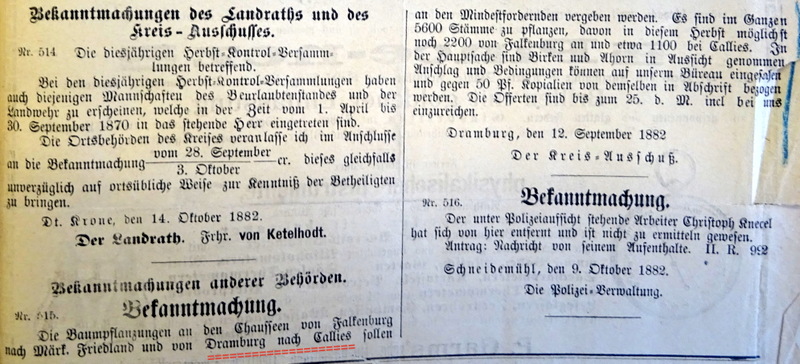 Bekanntmachungen des Landraths und des
Kreis-Ausschusses.
Nr. 514. Die diesjährigen Herbst-Kontrol-Versamm-
lungen betreffend.
Bei den diesjährigen Herbst-Kontrol-Versammlungen haben
auch diejenigen Mannschaften des Beurlaubtenstandes und der
Landwehr zu erscheinen, welche in der Zeit vom 1. April bis
30. September 1870 in das stehende Herr eingetreten sind.
Die Ortsbehörden des Kreises veranlasse ich im Anschlusse
an die Bekanntmachung vom 28. September
3. Oktober cr. dieses gleichfalls
unverzüglich auf ortsübliche Weise zur Kenntniß der Betheiligten
zu bringen.
Dt. Krone, den 14. Oktober 1882.
Der Landrath. Frhr. von Ketelhodt.
Bekanntmachungen anderer Behörden.
Nr. 515. Bekanntmachung.
Die Baumpflanzungen an den Chausseen von Falkenburg
nach Märk. Friedland und von Dramburg nach Callies sollen
an den Mindestfordernden vergeben werden. Es sind im Ganzen
5600 Stämme zu pflanzen, davon in diesem Herbst möglichst
noch 2200 von Falkenburg an und etwa 1100 bei Callies. In
der Hauptsache sind Birken und Ahorn in Aussicht genommen
Anschlag und Bedingungen können auf unserm Büreau eingesehen
und gegen 50 Pf. Kopialien von demselben in Abschrift bezogen
werden. Die Offerten sind bis zum 25. d. M. incl bei uns
einzureichen.
Dramburg, den 12. September 1882
Der Kreis-Ausschuß.
Nr. 516. Bekanntmachung.
Der unter Polizeiaufsicht stehende Arbeiter Christoph Knecel
hat sich von hier entfernt und ist nicht zu ermitteln gewesen.
Antrag: Nachricht von seinem Aufenthalte. II. R. 992
Schneidemühl, den 9. Oktober 1882.
Die Polizei-Verwaltung.